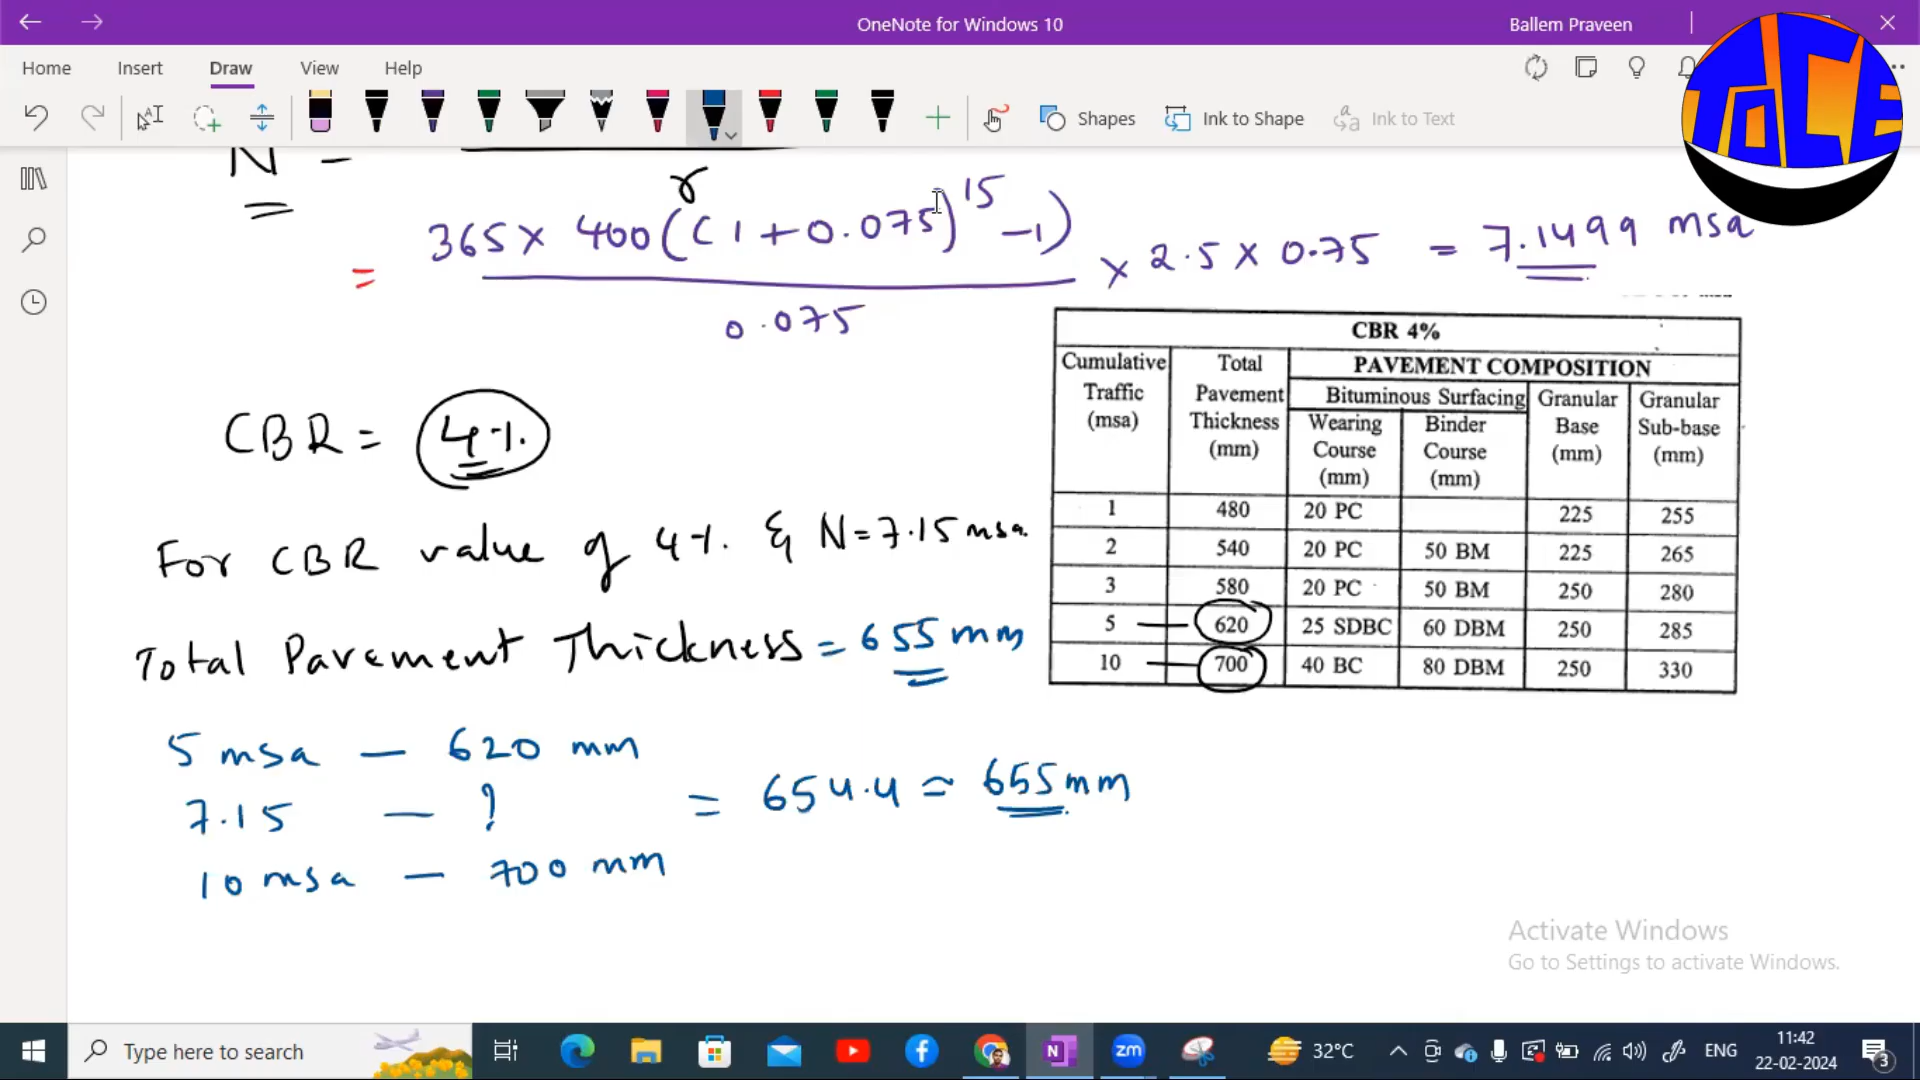 OneNote for Windows 10
Ballem Praveen
Home Insert Draw View Help
Shapes Ink to Shape Ink to Text
TOCE
N =
r
= 365 x 400 ((1+0.075)^15 -1) x 2.5 x 0.75 = 7.1499 msa
0.075
CBR = 4%
For CBR value of 4% & N=7.15 msa.
Total Pavement Thickness = 655 mm
5 msa — 620 mm
7.15 — ? = 654.4 ≃ 655mm
10 msa — 700 mm
CBR 4%
Cumulative Traffic (msa) Total Pavement Thickness (mm) PAVEMENT COMPOSITION
Bituminous Surfacing Granular Base (mm) Granular Sub-base (mm)
Wearing Course (mm) Binder Course (mm)
1 480 20 PC 225 255
2 540 20 PC 50 BM 225 265
3 580 20 PC 50 BM 250 280
5 620 25 SDBC 60 DBM 250 285
10 700 40 BC 80 DBM 250 330
Activate Windows
Go to Settings to activate Windows.
Type here to search
zm
32°C
ENG
11:42
22-02-2024
3